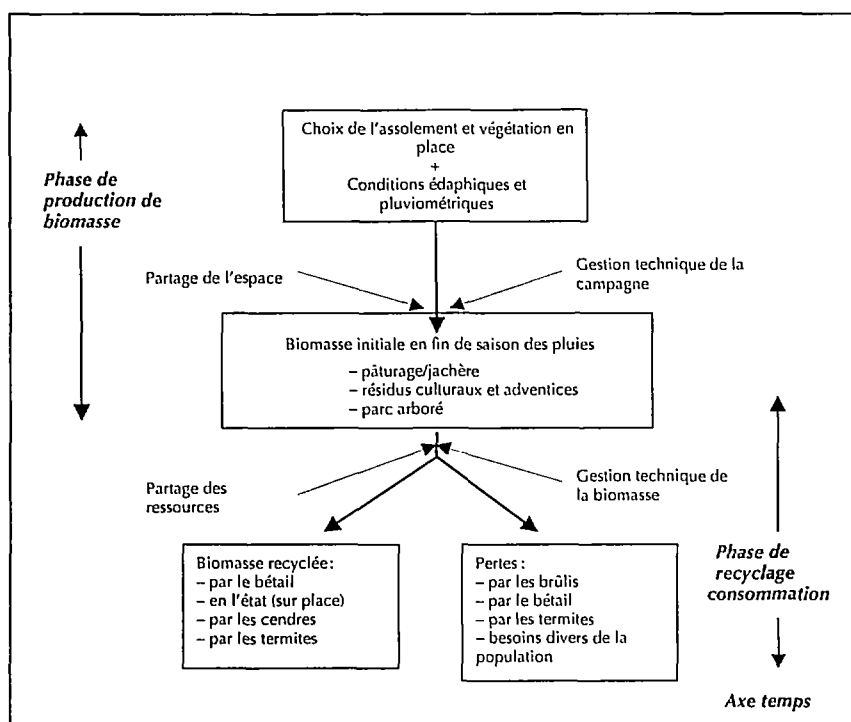 Choix de l'assolement et végétation en
place
+
Conditions édaphiques et
pluviométriques
Phase de
production de
biomasse
Partage de l'espace
Gestion technique de la
campagne
Biomasse initiale en fin de saison des pluies
– pâturage/jachère
– résidus culturaux et adventices
– parc arboré
Partage des
ressources
Gestion technique de
la biomasse
Biomasse recyclée :
– par le bétail
– en l'état (sur place)
– par les cendres
– par les termites
Pertes :
– par les brûlis
– par le bétail
– par les termites
– besoins divers de la
population
Phase de
recyclage
consommation
Axe temps